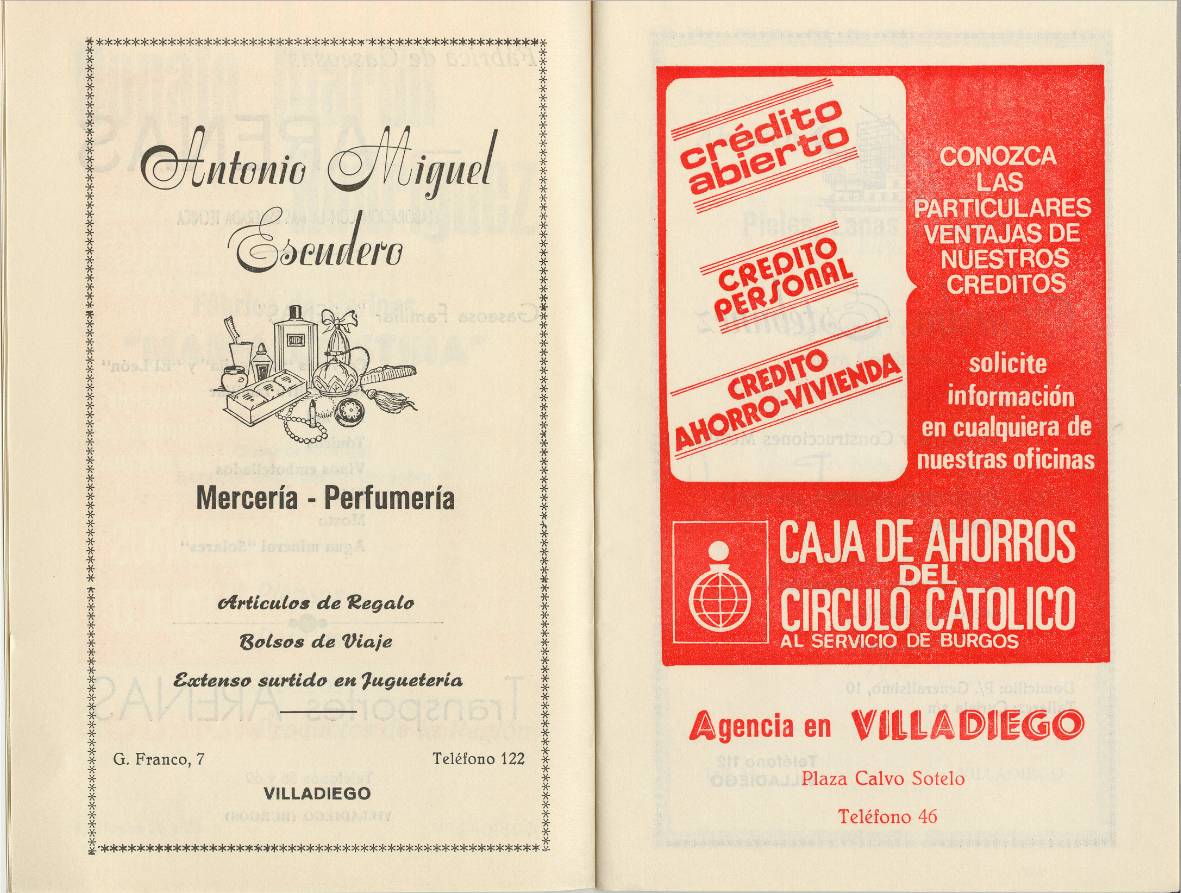 Antonio Miguel
Escudero
Mercería - Perfumería
Artículos de Regalo
Bolsos de Viaje
Extenso surtido en Juguetería
G. Franco, 7 Teléfono 122
VILLADIEGO
crédito
abierto
CREDITO
PERSONAL
CREDITO
AHORRO-VIVIENDA
CONOZCA
LAS
PARTICULARES
VENTAJAS DE
NUESTROS
CREDITOS
solicite
información
en cualquiera de
nuestras oficinas
CAJA DE AHORROS
DEL
CIRCULO CATOLICO
AL SERVICIO DE BURGOS
Agencia en VILLADIEGO
Plaza Calvo Sotelo
Teléfono 46